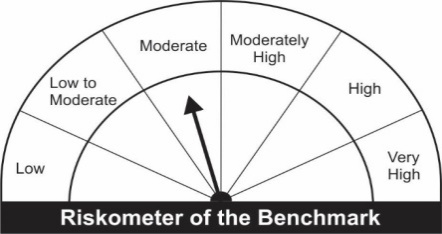 Low
Low to
Moderate
Moderate
Moderately
High
High
Very
High
Riskometer of the Benchmark